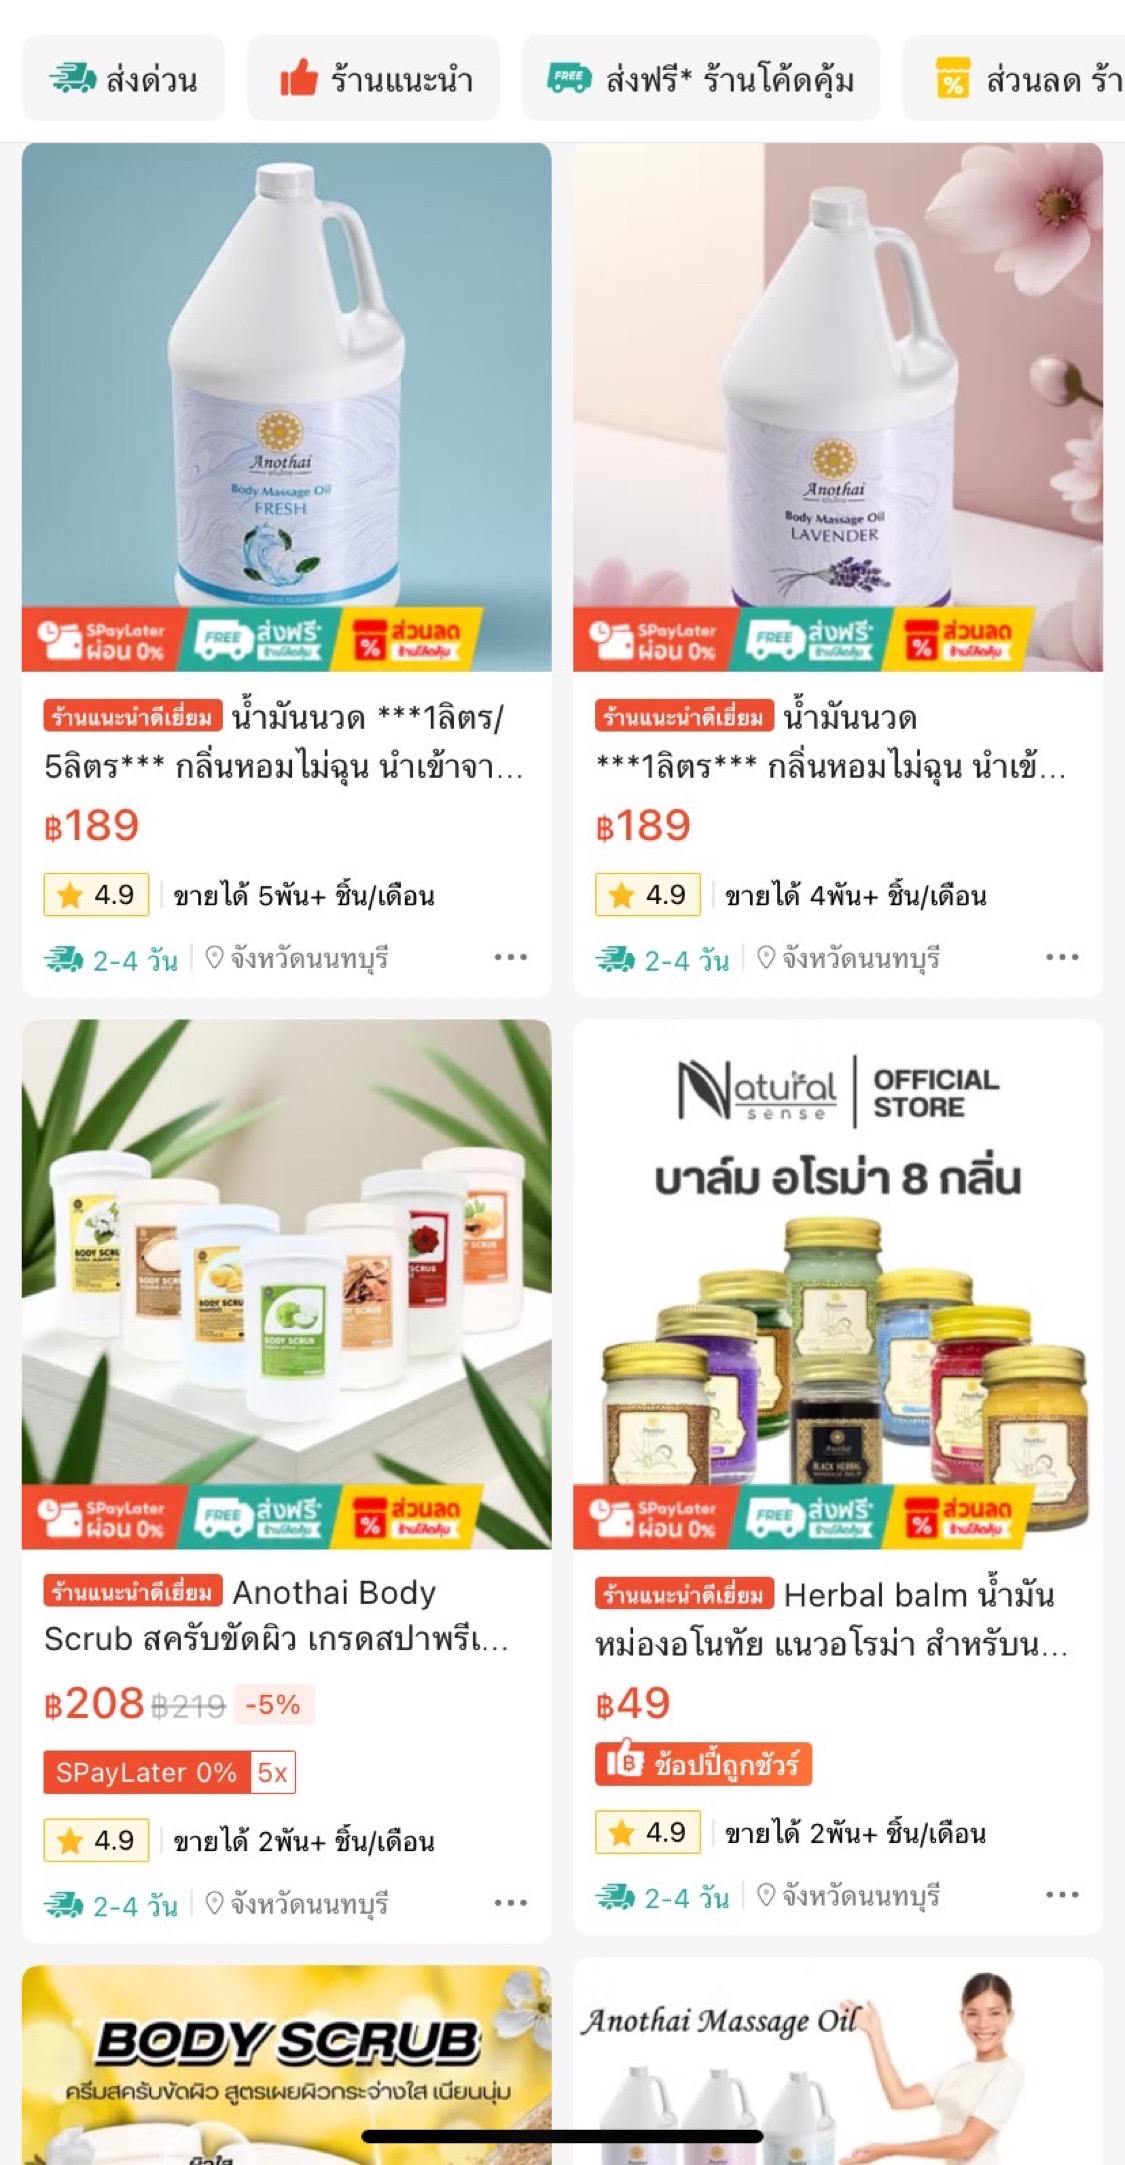 ส่งด่วน
ร้านแนะนำ
FREE ส่งฟรี* ร้านโค้ดคุ้ม
% ส่วนลด ร้า
Anothai
Body Massage Oil
FRESH
SPayLater
ผ่อน 0%
FREE ส่งฟรี*
ร้านโค้ดคุ้ม
% ส่วนลด
ร้านโค้ดคุ้ม
ร้านแนะนำดีเยี่ยม น้ำมันนวด ***1ลิตร/
5ลิตร*** กลิ่นหอมไม่ฉุน นำเข้าจา...
฿189
4.9 ขายได้ 5พัน+ ชิ้น/เดือน
2-4 วัน จังหวัดนนทบุรี
Anothai
Body Massage Oil
LAVENDER
SPayLater
ผ่อน 0%
FREE ส่งฟรี*
ร้านโค้ดคุ้ม
% ส่วนลด
ร้านโค้ดคุ้ม
ร้านแนะนำดีเยี่ยม น้ำมันนวด
***1ลิตร*** กลิ่นหอมไม่ฉุน นำเข้...
฿189
4.9 ขายได้ 4พัน+ ชิ้น/เดือน
2-4 วัน จังหวัดนนทบุรี
BODY SCRUB
BODY SCRUB
SPayLater
ผ่อน 0%
FREE ส่งฟรี*
ร้านโค้ดคุ้ม
% ส่วนลด
ร้านโค้ดคุ้ม
ร้านแนะนำดีเยี่ยม Anothai Body
Scrub สครับขัดผิว เกรดสปาพรีเ...
฿208 ฿219 -5%
SPayLater 0% 5x
4.9 ขายได้ 2พัน+ ชิ้น/เดือน
2-4 วัน จังหวัดนนทบุรี
Natural
sense
OFFICIAL
STORE
บาล์ม อโรม่า 8 กลิ่น
BLACK HERBAL
SPayLater
ผ่อน 0%
FREE ส่งฟรี*
ร้านโค้ดคุ้ม
% ส่วนลด
ร้านโค้ดคุ้ม
ร้านแนะนำดีเยี่ยม Herbal balm น้ำมัน
หม่องอโนทัย แนวอโรม่า สำหรับน...
฿49
ช้อปปี้ถูกชัวร์
4.9 ขายได้ 2พัน+ ชิ้น/เดือน
2-4 วัน จังหวัดนนทบุรี
BODY SCRUB
ครีมสครับขัดผิว สูตรเผยผิวกระจ่างใส เนียนนุ่ม
Anothai Massage Oil